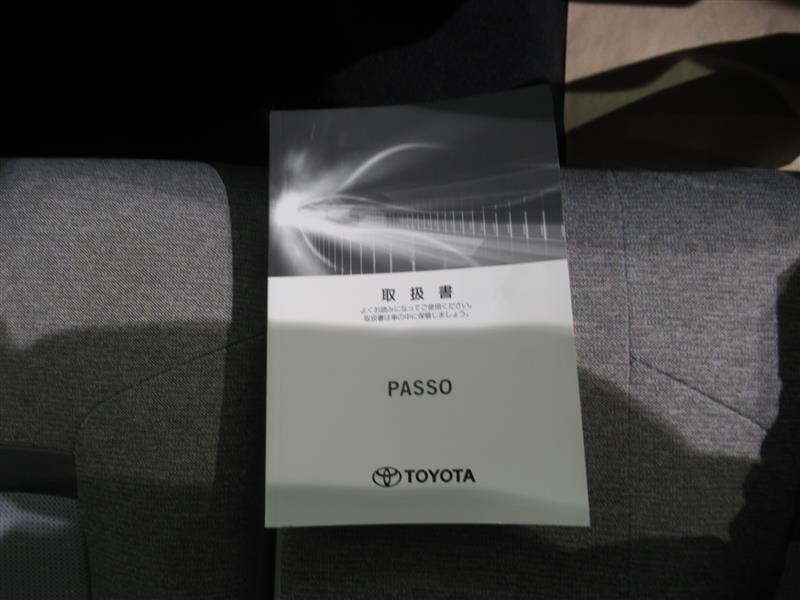 取扱書
よくお読みになってご使用ください。
取扱書は車の中に保管しましょう。
PASSO
TOYOTA